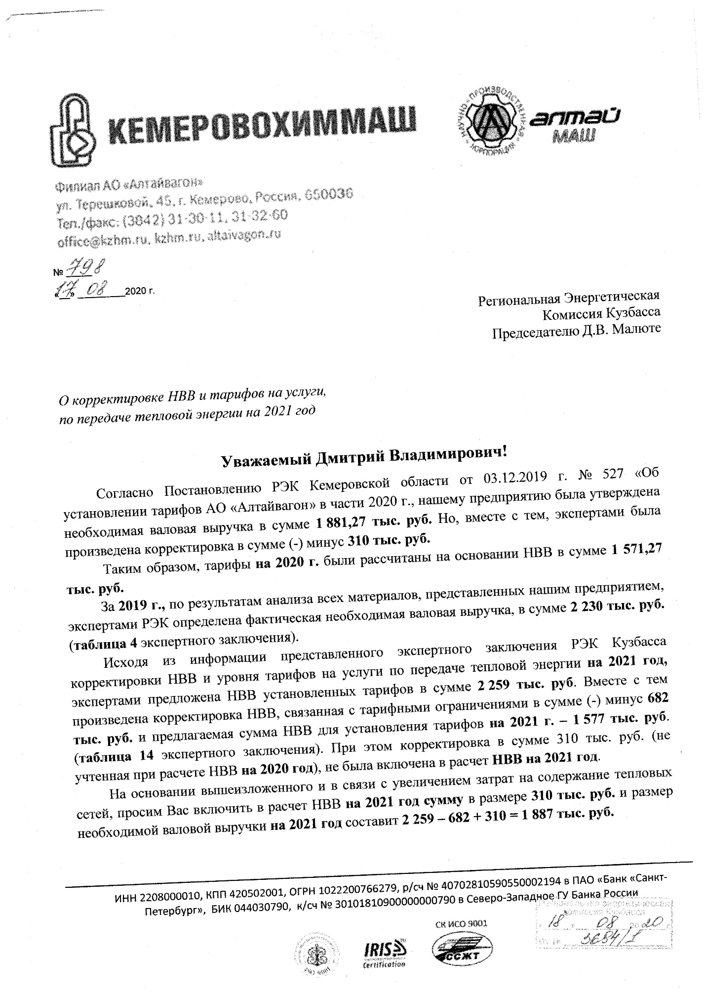 КЕМЕРОВОХИММАШ
НАУЧНО - ПРОИЗВОДСТВЕННАЯ
КОРПОРАЦИЯ
алтай
МАШ
Филиал АО «Алтайвагон»
ул. Терешковой, 45, г. Кемерово, Россия, 650036
Тел./факс: (3842) 31-30-11, 31-32-60
office@kzhm.ru, kzhm.ru, altaivagon.ru
№ 798
«17» 08 2020 г.
Региональная Энергетическая
Комиссия Кузбасса
Председателю Д.В. Малюте
О корректировке НВВ и тарифов на услуги,
по передаче тепловой энергии на 2021 год
Уважаемый Дмитрий Владимирович!
Согласно Постановлению РЭК Кемеровской области от 03.12.2019 г. № 527 «Об
установлении тарифов АО «Алтайвагон» в части 2020 г., нашему предприятию была утверждена
необходимая валовая выручка в сумме 1 881,27 тыс. руб. Но, вместе с тем, экспертами была
произведена корректировка в сумме (-) минус 310 тыс. руб.
Таким образом, тарифы на 2020 г. были рассчитаны на основании НВВ в сумме 1 571,27
тыс. руб.
За 2019 г., по результатам анализа всех материалов, представленных нашим предприятием,
экспертами РЭК определена фактическая необходимая валовая выручка, в сумме 2 230 тыс. руб.
(таблица 4 экспертного заключения).
Исходя из информации представленного экспертного заключения РЭК Кузбасса
корректировки НВВ и уровня тарифов на услуги по передаче тепловой энергии на 2021 год,
экспертами предложена НВВ установленных тарифов в сумме 2 259 тыс. руб. Вместе с тем
произведена корректировка НВВ, связанная с тарифными ограничениями в сумме (-) минус 682
тыс. руб. и предлагаемая сумма НВВ для установления тарифов на 2021 г. – 1 577 тыс. руб.
(таблица 14 экспертного заключения). При этом корректировка в сумме 310 тыс. руб. (не
учтенная при расчете НВВ на 2020 год), не была включена в расчет НВВ на 2021 год.
На основании вышеизложенного и в связи с увеличением затрат на содержание тепловых
сетей, просим Вас включить в расчет НВВ на 2021 год сумму в размере 310 тыс. руб. и размер
необходимой валовой выручки на 2021 год составит 2 259 – 682 + 310 = 1 887 тыс. руб.
ИНН 2208000010, КПП 420502001, ОГРН 1022200766279, р/сч № 40702810590550002194 в ПАО «Банк «Санкт-
Петербург», БИК 044030790, к/сч № 30101810900000000790 в Северо-Западное ГУ Банка России
Региональная энергетическая
комиссия Кузбасса
18 08 2020
3684/1
СК ИСО 9001
ISO 9001
IRIS
Certification
ССЖТ